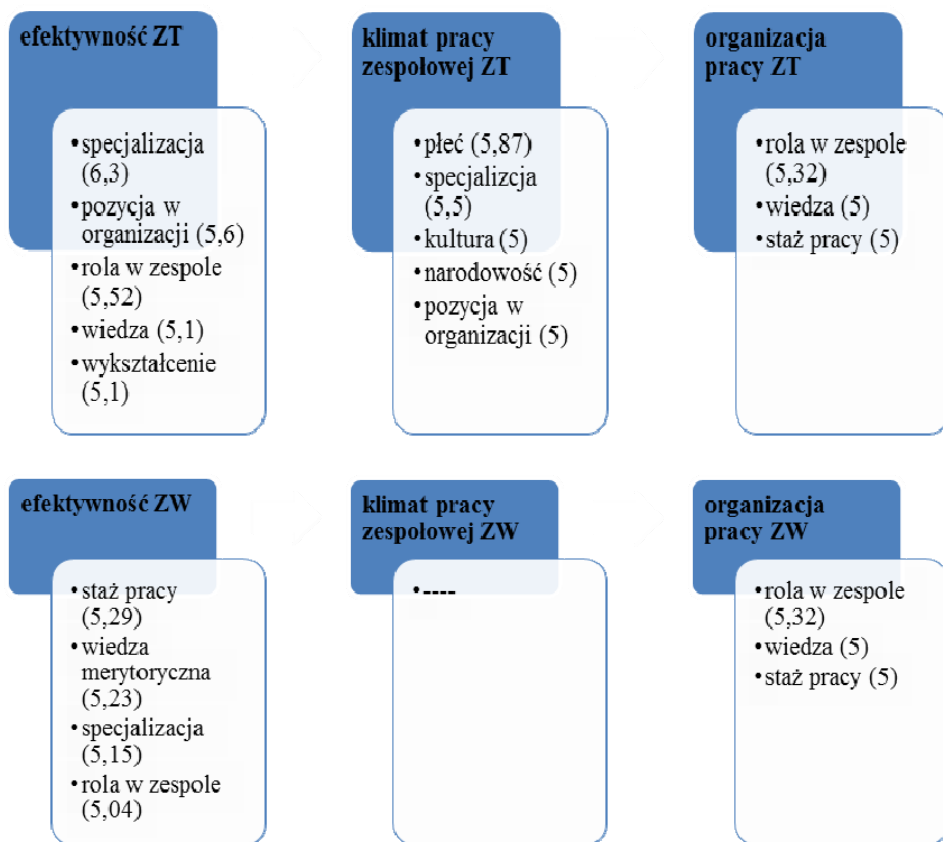 efektywność ZT
•specjalizacja
(6,3)
•pozycja w
organizacji (5,6)
•rola w zespole
(5,52)
•wiedza (5,1)
•wykształcenie
(5,1)
klimat pracy
zespołowej ZT
•płeć (5,87)
•specjalizcja
(5,5)
•kultura (5)
•narodowość (5)
•pozycja w
organizacji (5)
organizacja
pracy ZT
•rola w zespole
(5,32)
•wiedza (5)
•staż pracy (5)
efektywność ZW
•staż pracy
(5,29)
•wiedza
merytoryczna
(5,23)
•specjalizacja
(5,15)
•rola w zespole
(5,04)
klimat pracy
zespołowej ZW
•----
organizacja
pracy ZW
•rola w zespole
(5,32)
•wiedza (5)
•staż pracy (5)